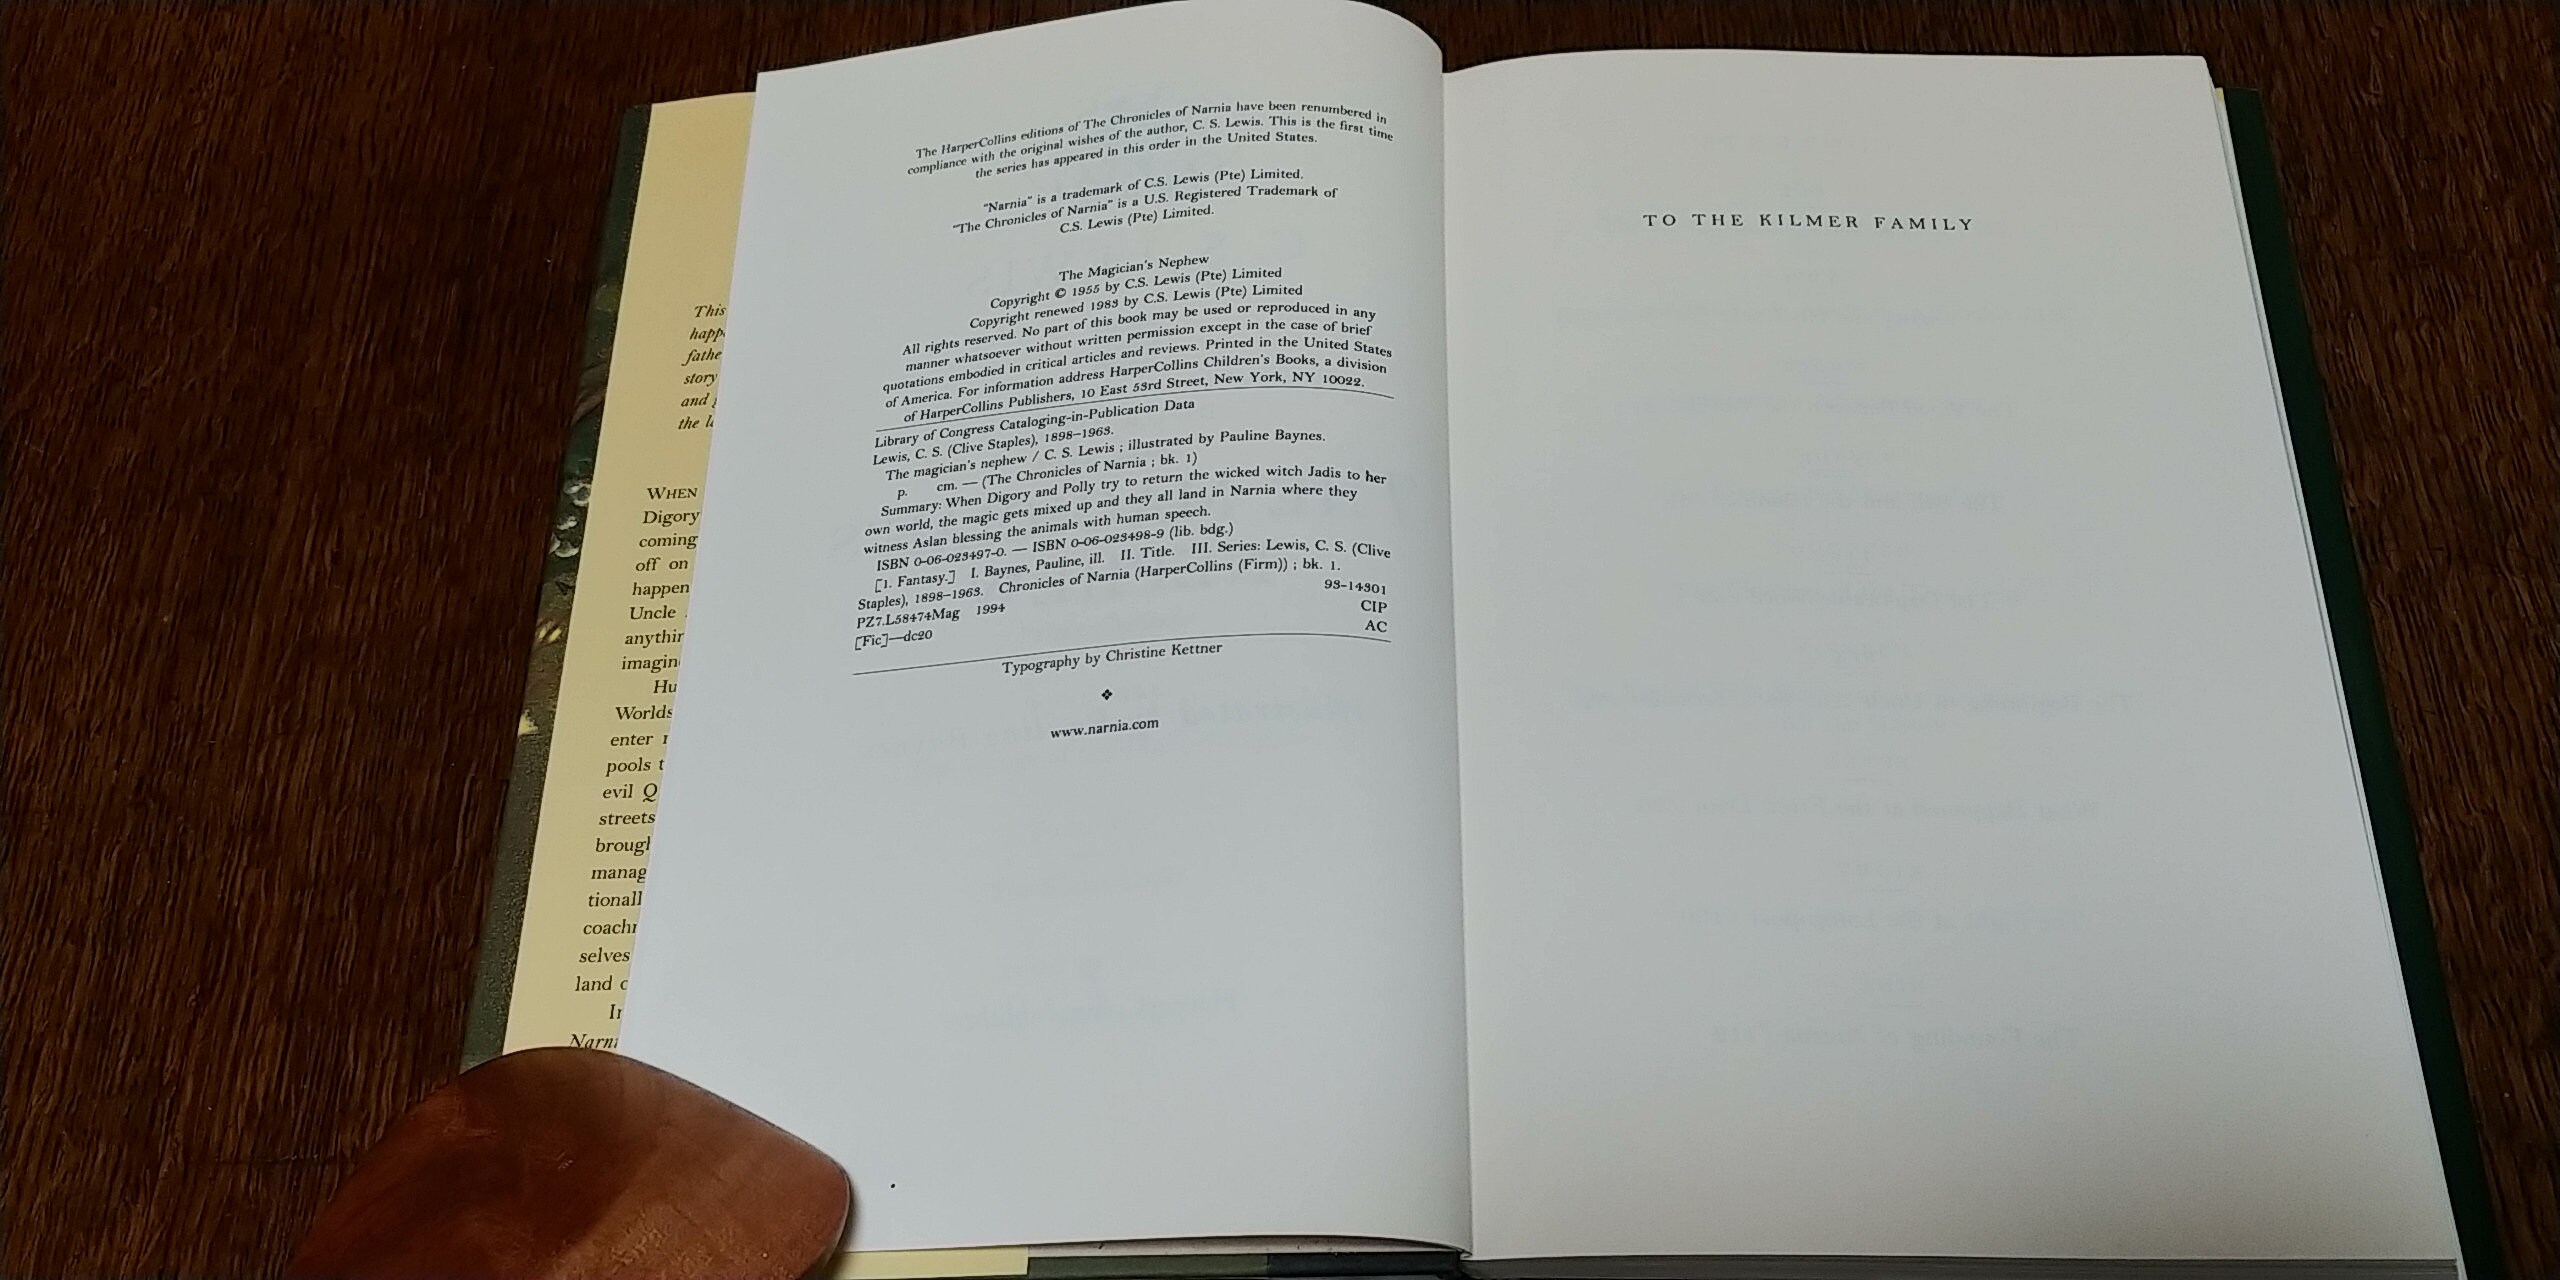 This
happ
fathe
story
and
the
WHEN
Digory
coming
off on
happen
Uncle
anythin
imagin
Hu
Worlds
enter
pools t
evil Q
streets
brough
manag
tionall
coachn
selves
land
In
Narni
The HarperCollins editions of The Chronicles of Narnia have been renumbered in
compliance with the original wishes of the author, C. S. Lewis. This is the first time
the series has appeared in this order in the United States.
"Narnia" is a trademark of C.S. Lewis (Pte) Limited.
"The Chronicles of Narnia" is a U.S. Registered Trademark of
C.S. Lewis (Pte) Limited.
The Magician's Nephew
Copyright © 1955 by C.S. Lewis (Pte) Limited
Copyright renewed 1983 by C.S. Lewis (Pte) Limited
All rights reserved. No part of this book may be used or reproduced in any
manner whatsoever without written permission except in the case of brief
quotations embodied in critical articles and reviews. Printed in the United States
of America. For information address HarperCollins Children's Books, a division
of HarperCollins Publishers, 10 East 53rd Street, New York, NY 10022.
Library of Congress Cataloging-in-Publication Data
Lewis, C. S. (Clive Staples), 1898–1963.
The magician's nephew / C. S. Lewis ; illustrated by Pauline Baynes.
p. cm. — (The Chronicles of Narnia ; bk. 1)
Summary: When Digory and Polly try to return the wicked witch Jadis to her
own world, the magic gets mixed up and they all land in Narnia where they
witness Aslan blessing the animals with human speech.
ISBN 0-06-023497-0. — ISBN 0-06-023498-9 (lib. bdg.)
[1. Fantasy.] I. Baynes, Pauline, ill. II. Title. III. Series: Lewis, C. S. (Clive
Staples), 1898–1963. Chronicles of Narnia (HarperCollins (Firm)) ; bk. 1.
PZ7.L58474Mag 1994 93-14301
[Fic]—dc20 CIP
AC
Typography by Christine Kettner
❖
www.narnia.com
TO THE KILMER FAMILY